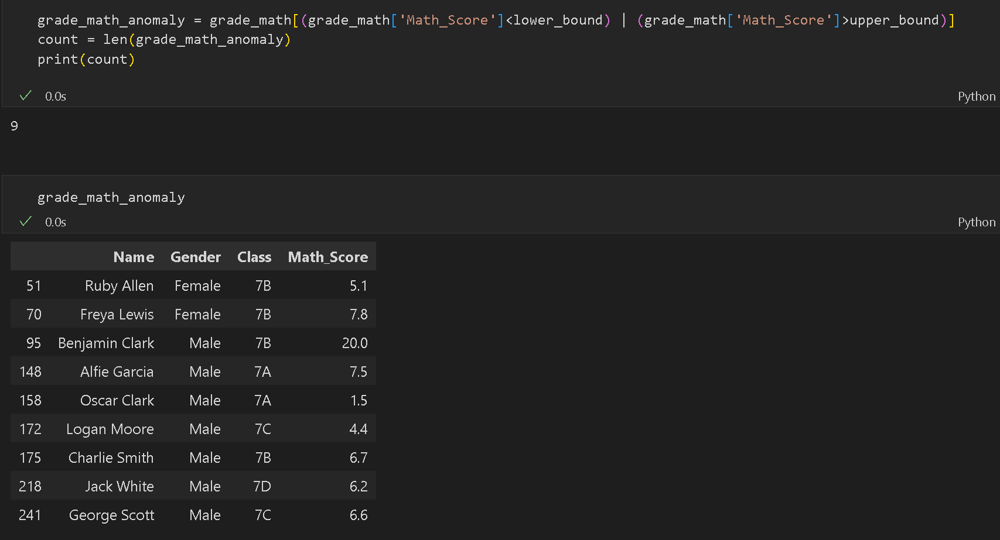 grade_math_anomaly = grade_math[(grade_math['Math_Score']<lower_bound) | (grade_math['Math_Score']>upper_bound)]
count = len(grade_math_anomaly)
print(count)
0.0s Python
9
grade_math_anomaly
0.0s Python
Name Gender Class Math_Score
51 Ruby Allen Female 7B 5.1
70 Freya Lewis Female 7B 7.8
95 Benjamin Clark Male 7B 20.0
148 Alfie Garcia Male 7A 7.5
158 Oscar Clark Male 7A 1.5
172 Logan Moore Male 7C 4.4
175 Charlie Smith Male 7B 6.7
218 Jack White Male 7D 6.2
241 George Scott Male 7C 6.6